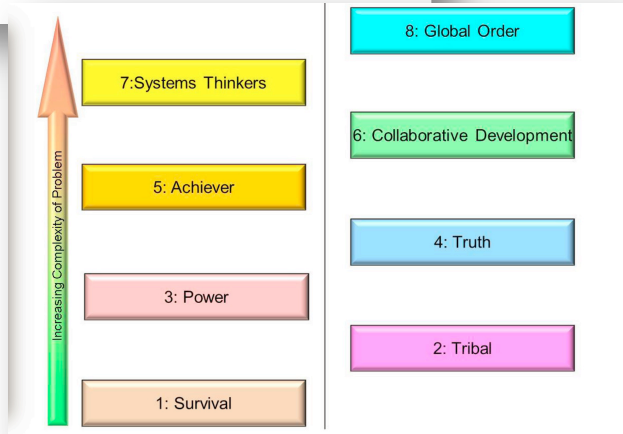 8: Global Order
7:Systems Thinkers
6: Collaborative Development
5: Achiever
4: Truth
3: Power
2: Tribal
1: Survival
Increasing Complexity of Problem